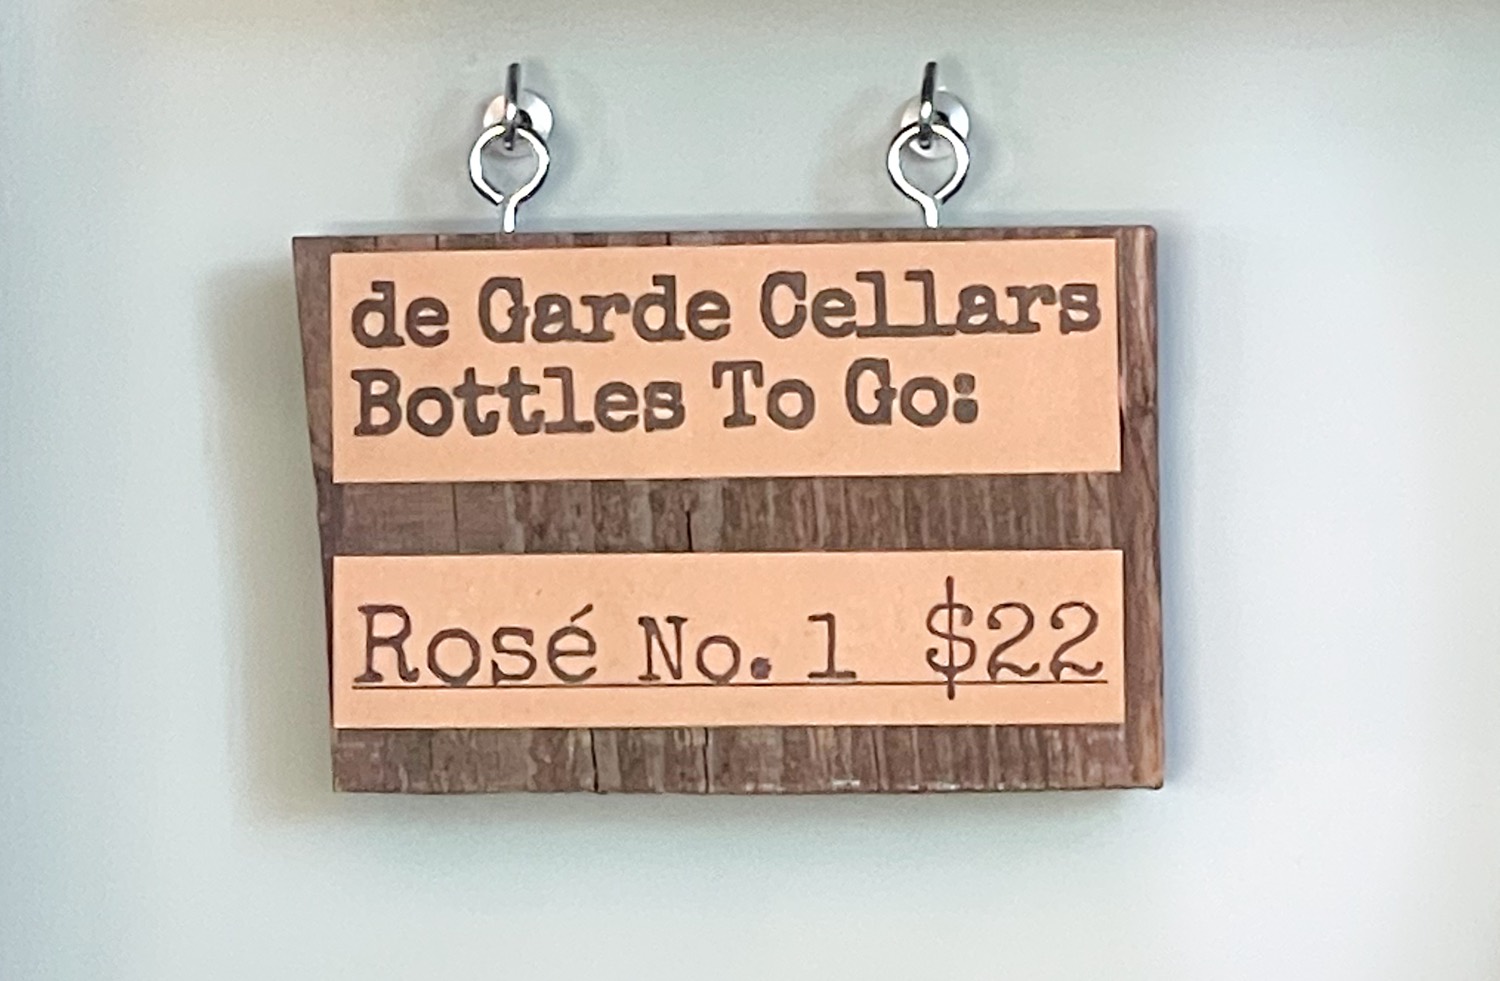 de Garde Cellars
Bottles To Go:
Rosé No. 1 $22